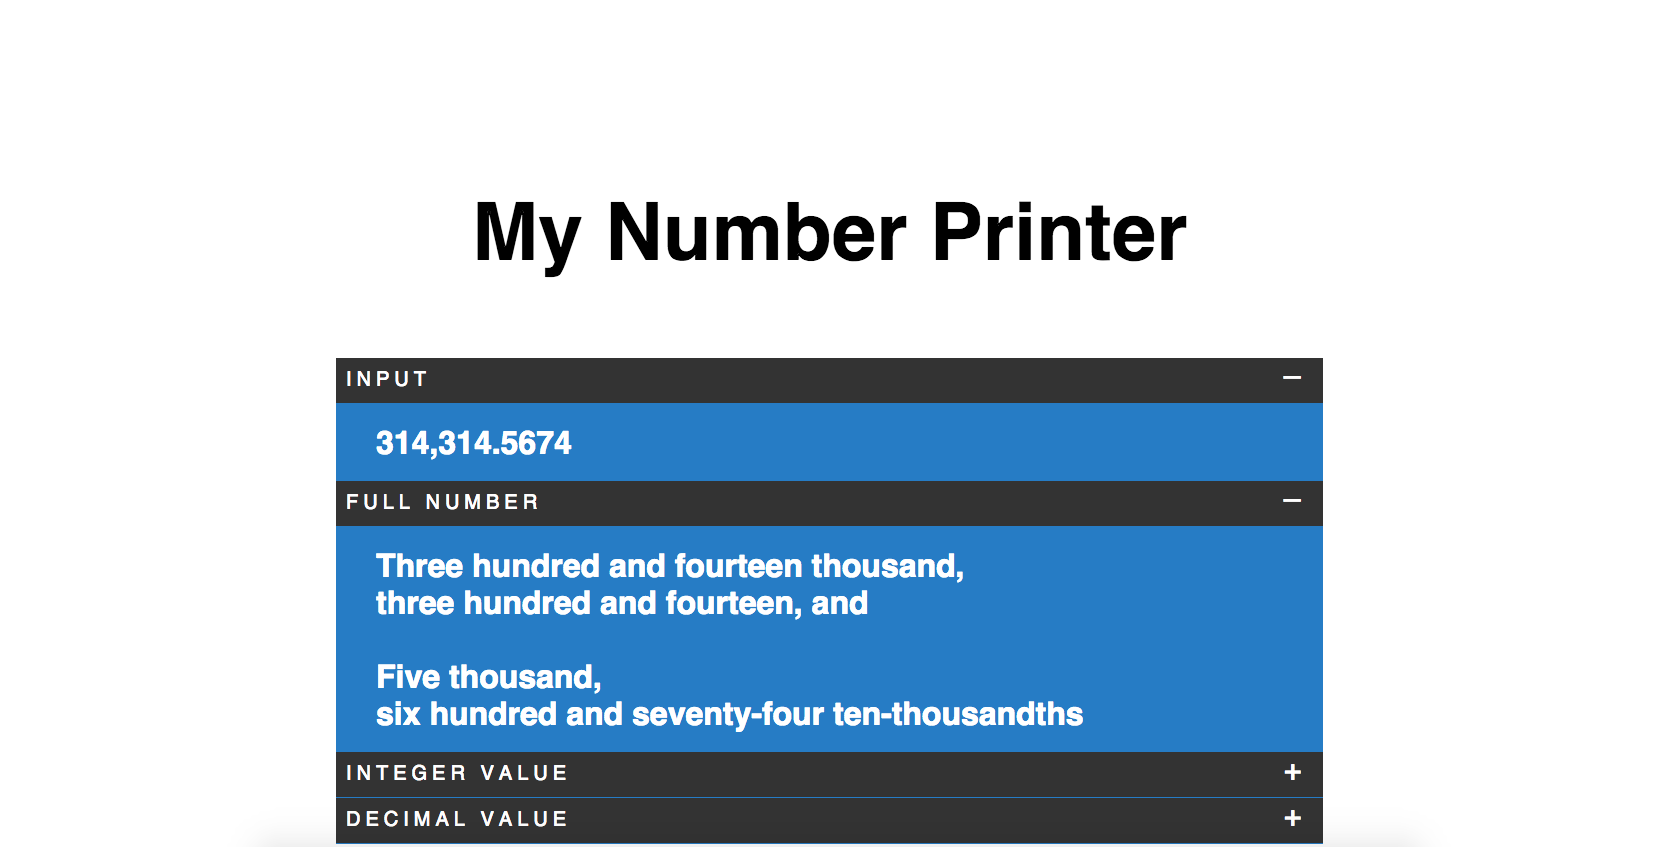 My Number Printer
INPUT −
314,314.5674
FULL NUMBER −
Three hundred and fourteen thousand,
three hundred and fourteen, and
Five thousand,
six hundred and seventy-four ten-thousandths
INTEGER VALUE +
DECIMAL VALUE +